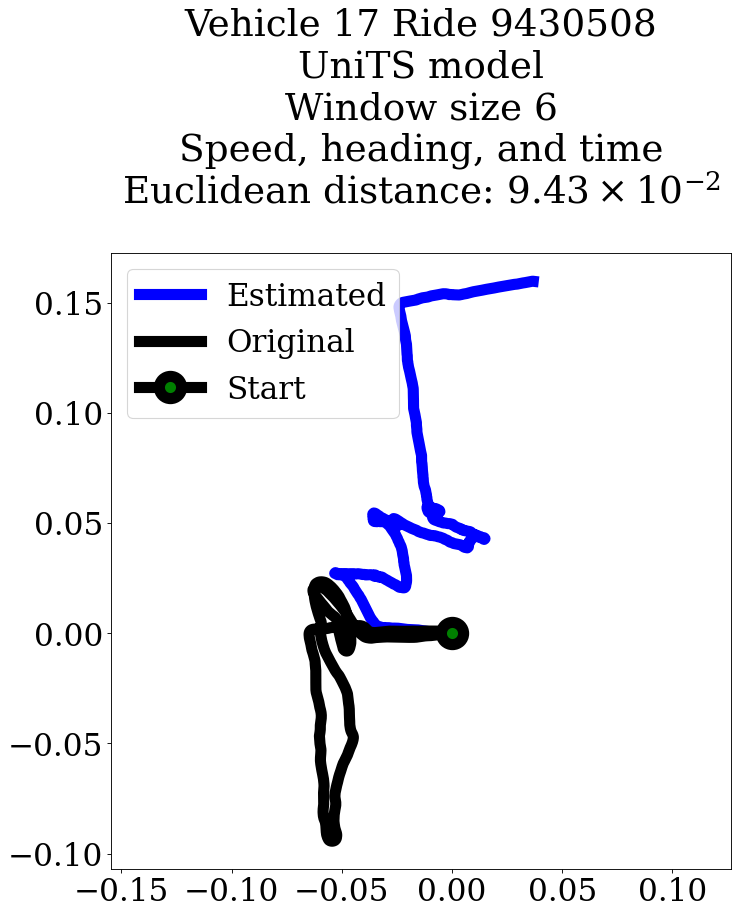 Vehicle 17 Ride 9430508
UniTS model
Window size 6
Speed, heading, and time
Euclidean distance: 9.43 × 10⁻²
Estimated
Original
Start
0.15
0.10
0.05
0.00
−0.05
−0.10
−0.15 −0.10 −0.05 0.00 0.05 0.10